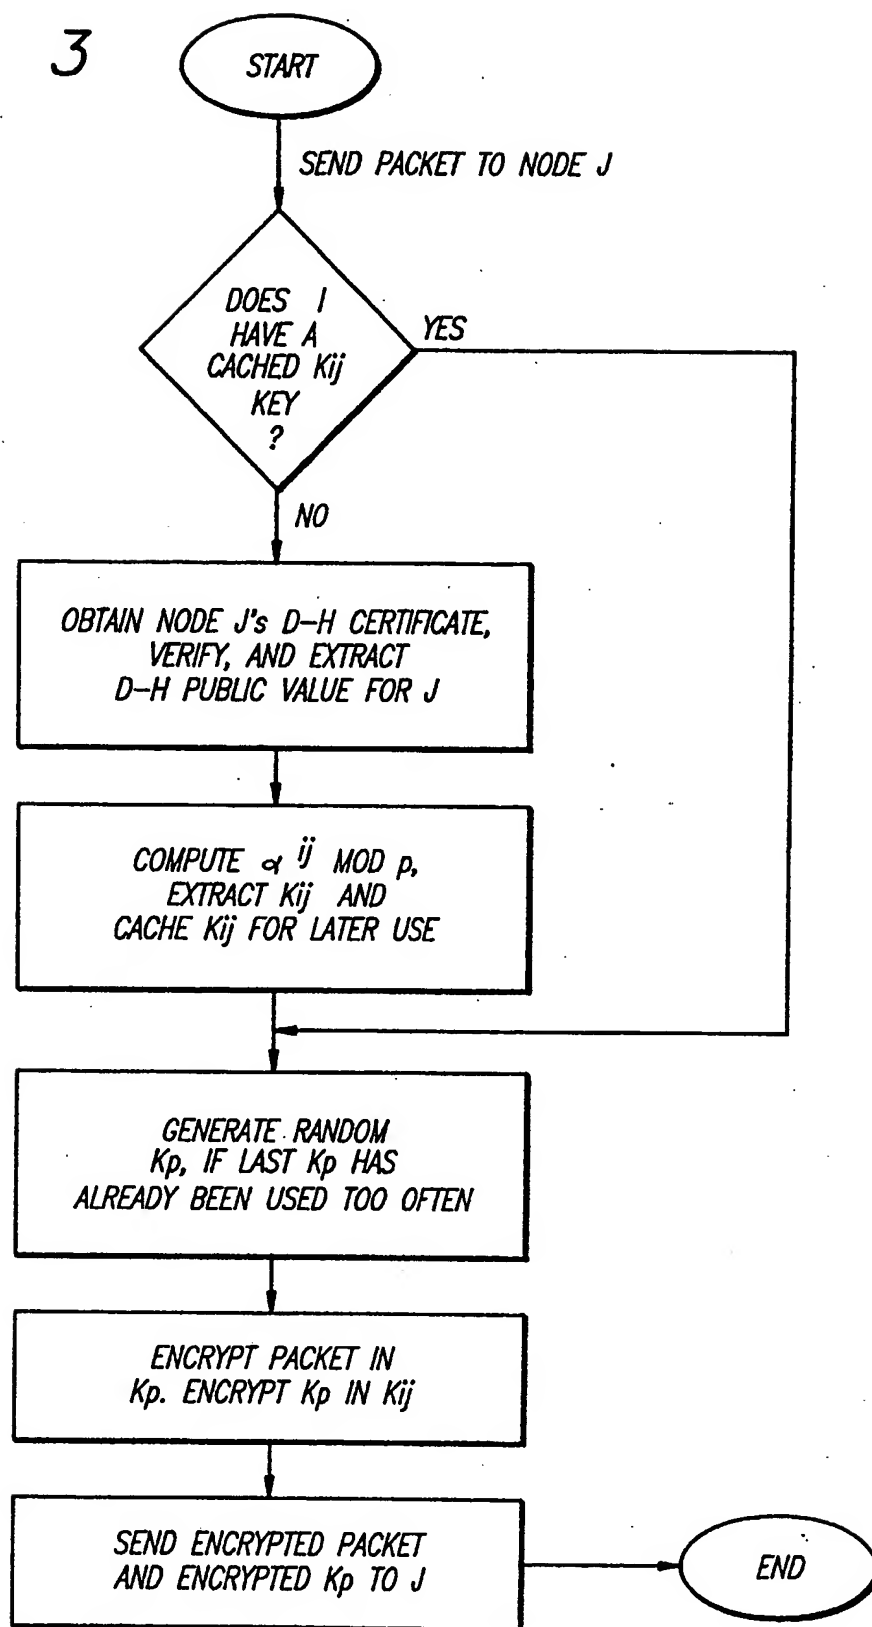 3
START
SEND PACKET TO NODE J
DOES I
HAVE A
CACHED Kij
KEY
?
YES
NO
OBTAIN NODE J's D-H CERTIFICATE,
VERIFY, AND EXTRACT
D-H PUBLIC VALUE FOR J
COMPUTE α ij MOD p,
EXTRACT Kij AND
CACHE Kij FOR LATER USE
GENERATE RANDOM
Kp, IF LAST Kp HAS
ALREADY BEEN USED TOO OFTEN
ENCRYPT PACKET IN
Kp. ENCRYPT Kp IN Kij
SEND ENCRYPTED PACKET
AND ENCRYPTED Kp TO J
END